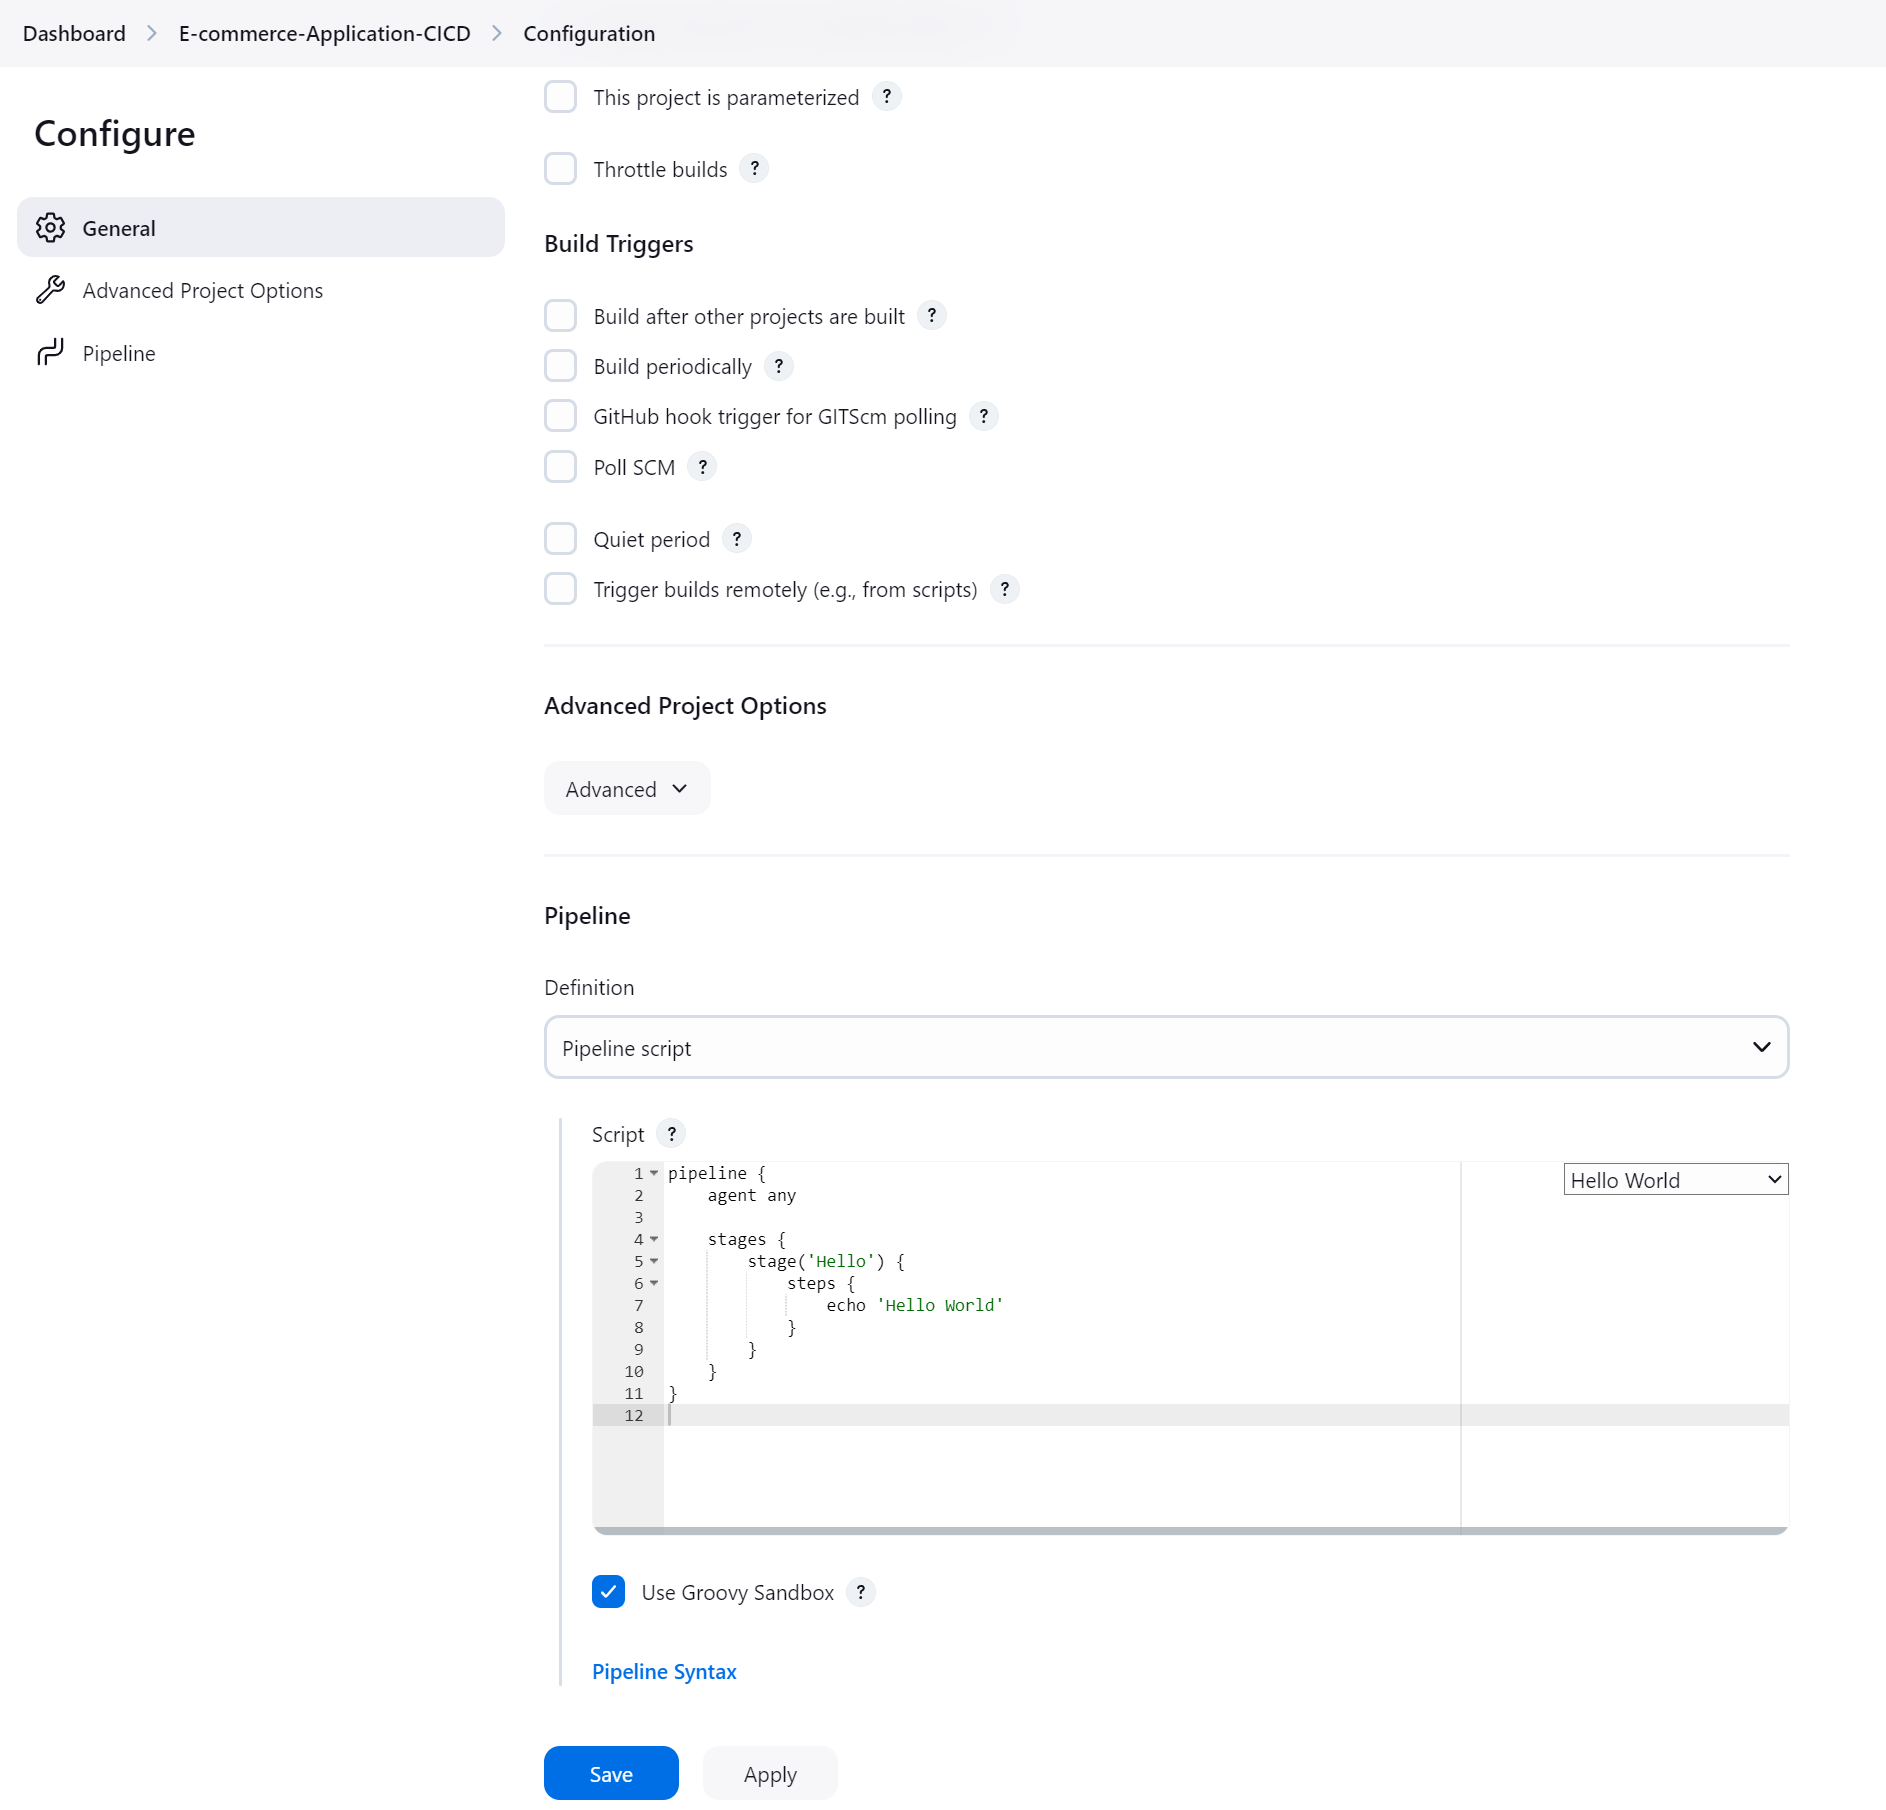 Dashboard > E-commerce-Application-CICD > Configuration
Configure
General
Advanced Project Options
Pipeline
This project is parameterized ?
Throttle builds ?
Build Triggers
Build after other projects are built ?
Build periodically ?
GitHub hook trigger for GITScm polling ?
Poll SCM ?
Quiet period ?
Trigger builds remotely (e.g., from scripts) ?
Advanced Project Options
Advanced
Pipeline
Definition
Pipeline script
Script ?
Hello World
1 pipeline {
2     agent any
3
4     stages {
5         stage('Hello') {
6             steps {
7                 echo 'Hello World'
8             }
9         }
10     }
11 }
12
Use Groovy Sandbox ?
Pipeline Syntax
Save Apply